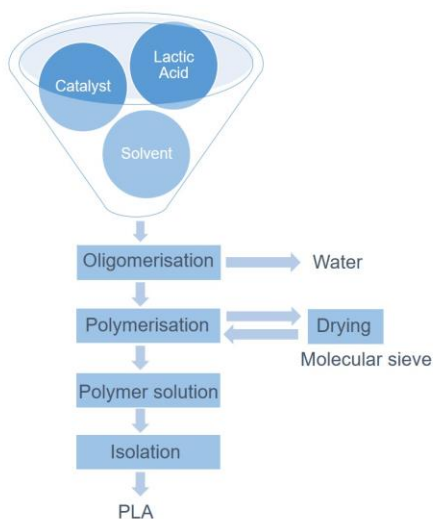 Lactic
Acid
Catalyst
Solvent
Oligomerisation
Water
Polymerisation
Drying
Molecular sieve
Polymer solution
Isolation
PLA